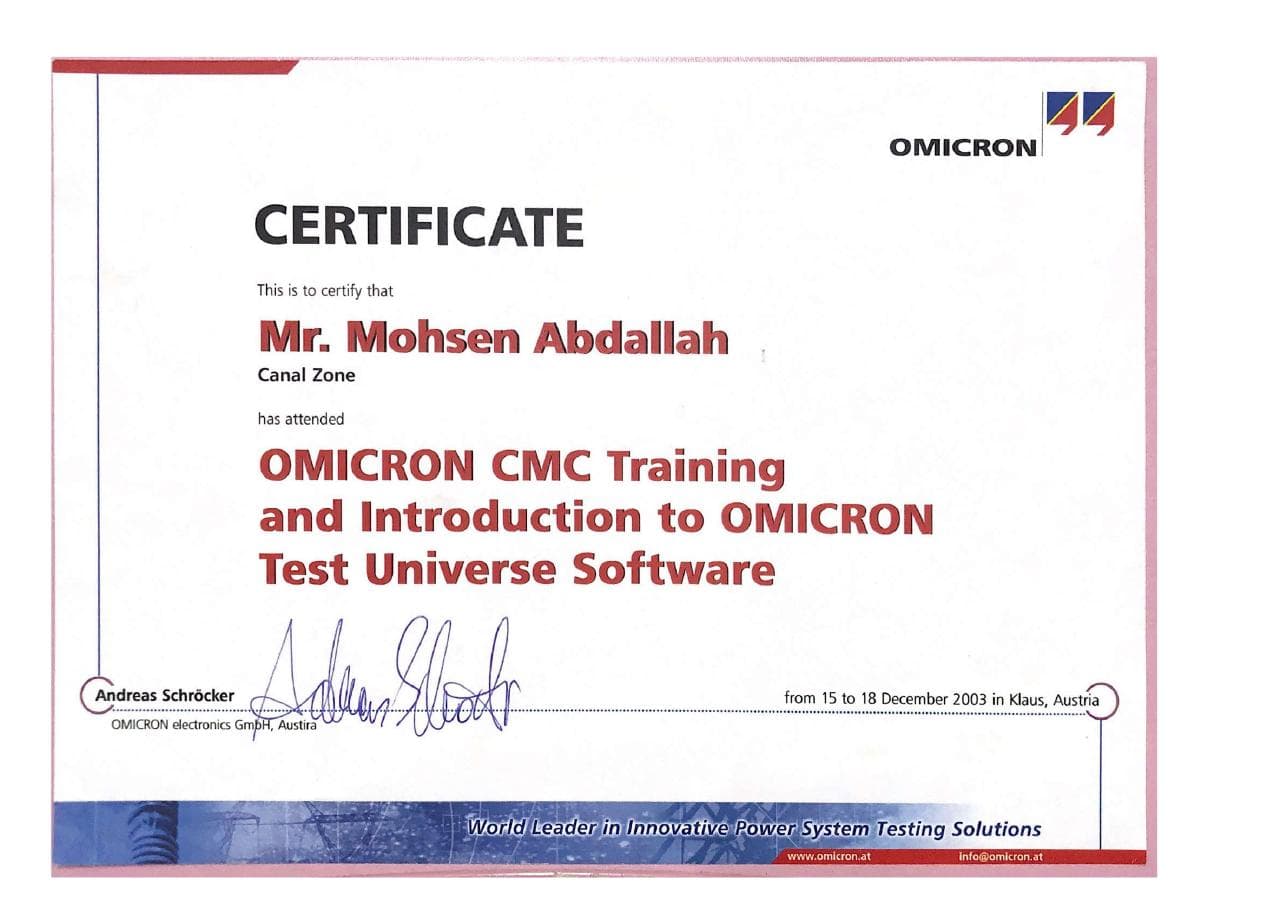 OMICRON
CERTIFICATE
This is to certify that
Mr. Mohsen Abdallah
Canal Zone
has attended
OMICRON CMC Training
and Introduction to OMICRON
Test Universe Software
Andreas Schröcker
from 15 to 18 December 2003 in Klaus, Austria
OMICRON electronics GmbH, Austira
World Leader in Innovative Power System Testing Solutions
www.omicron.at info@omicron.at